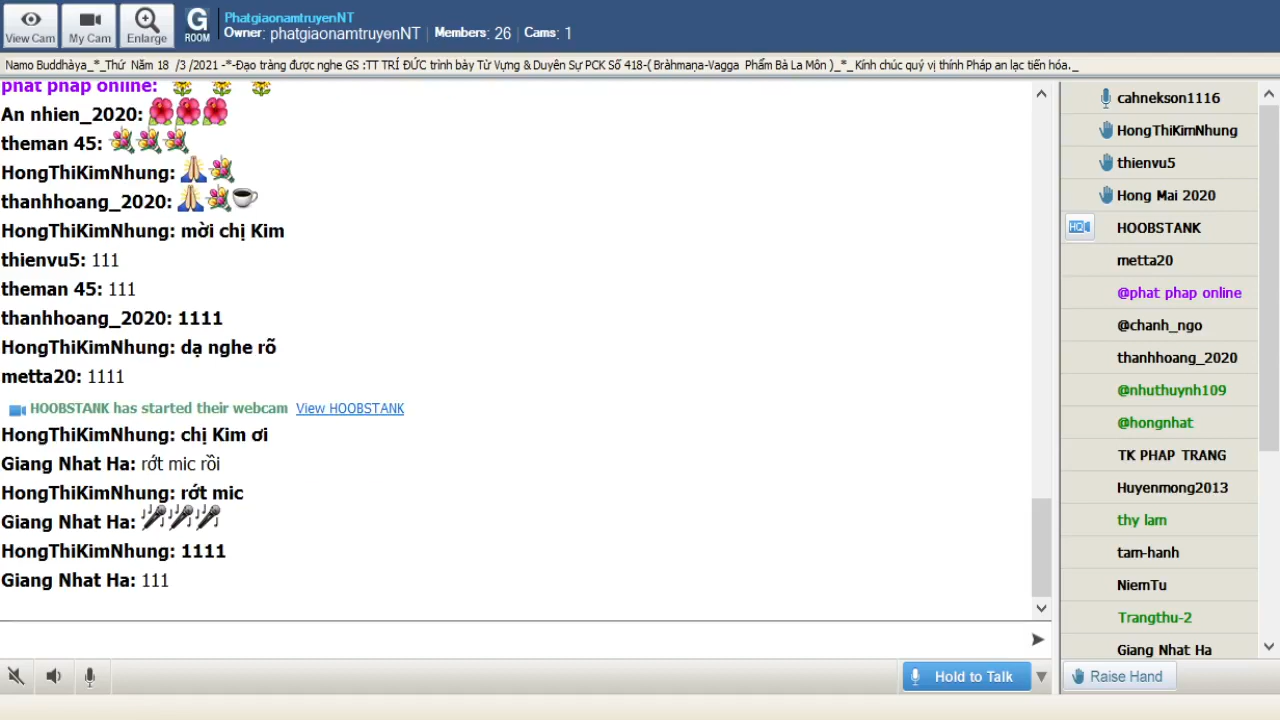 View Cam
My Cam
Enlarge
G
ROOM
PhatgiaonamtruyenNT
Owner: phatgiaonamtruyenNT | Members: 26 | Cams: 1
Namo Buddhàya_*_Thứ Năm 18 /3 /2021 -*-Đạo tràng được nghe GS :TT TRÍ ĐỨC trình bày Từ Vựng & Duyên Sự PCK Số 418-( Bràhmaṇa-Vagga Phẩm Bà La Môn )_*_ Kính chúc quý vị thính Pháp an lạc tiến hóa._
phat phap online:
An nhien_2020:
theman 45:
HongThiKimNhung:
thanhhoang_2020:
HongThiKimNhung: mời chị Kim
thienvu5: 111
theman 45: 111
thanhhoang_2020: 1111
HongThiKimNhung: dạ nghe rõ
metta20: 1111
HOOBSTANK has started their webcam View HOOBSTANK
HongThiKimNhung: chị Kim ơi
Giang Nhat Ha: rớt mic rồi
HongThiKimNhung: rớt mic
Giang Nhat Ha:
HongThiKimNhung: 1111
Giang Nhat Ha: 111
Hold to Talk
cahnekson1116
HongThiKimNhung
thienvu5
Hong Mai 2020
HQ HOOBSTANK
metta20
@phat phap online
@chanh_ngo
thanhhoang_2020
@nhuthuynh109
@hongnhat
TK PHAP TRANG
Huyenmong2013
thy lam
tam-hanh
NiemTu
Trangthu-2
Giang Nhat Ha
Raise Hand